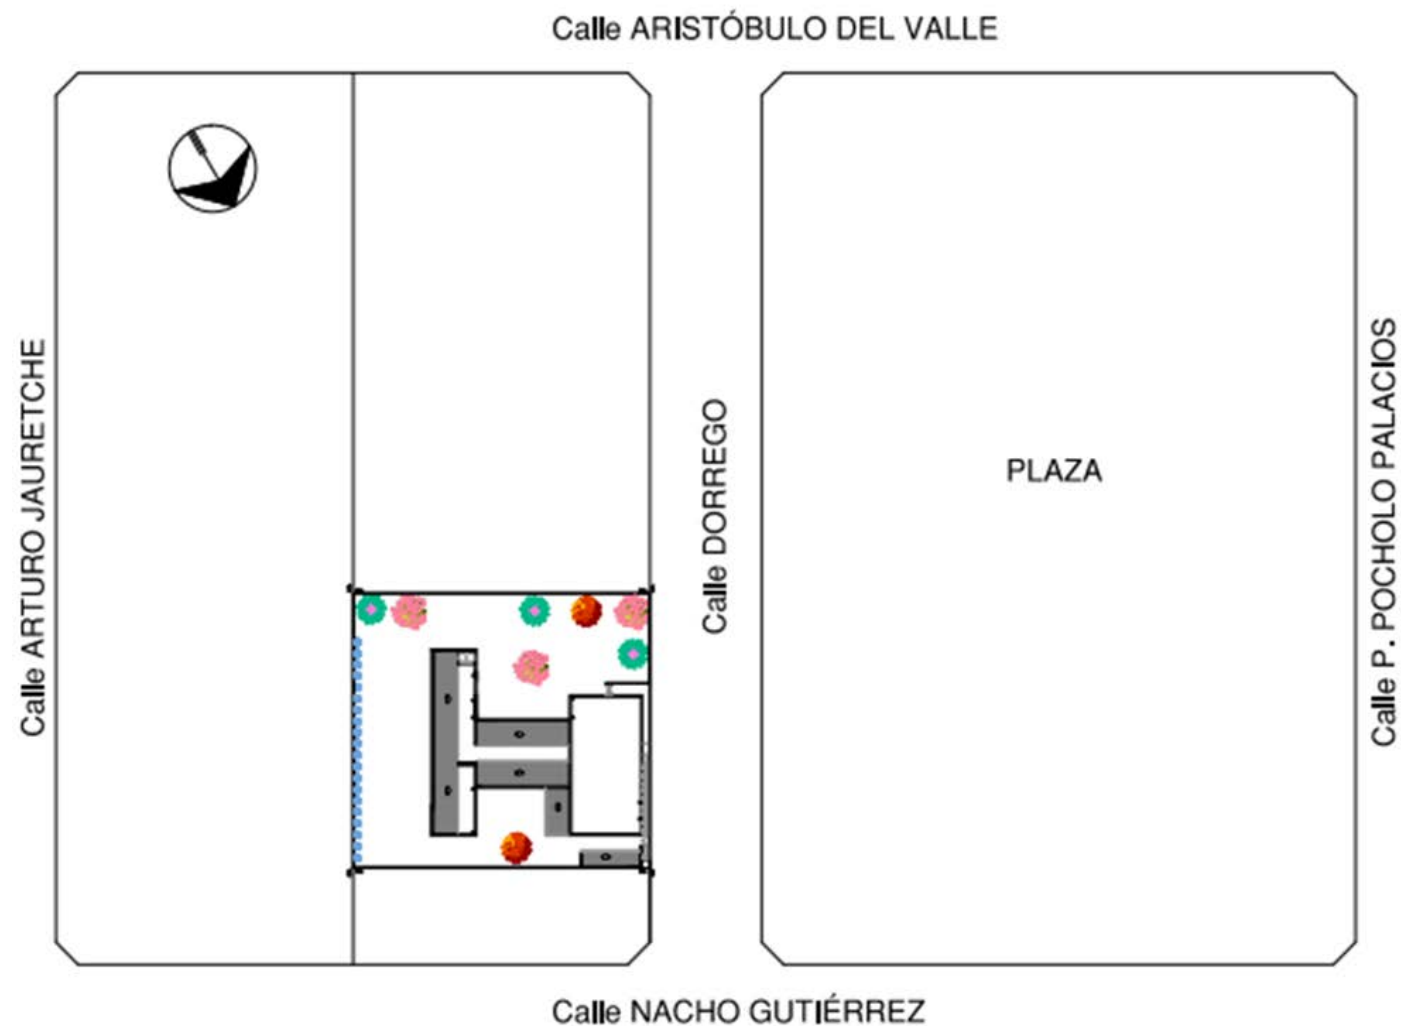 Calle ARISTÓBULO DEL VALLE
Calle ARTURO JAURETCHE
Calle DORREGO
PLAZA
Calle P. POCHOLO PALACIOS
Calle NACHO GUTIÉRREZ